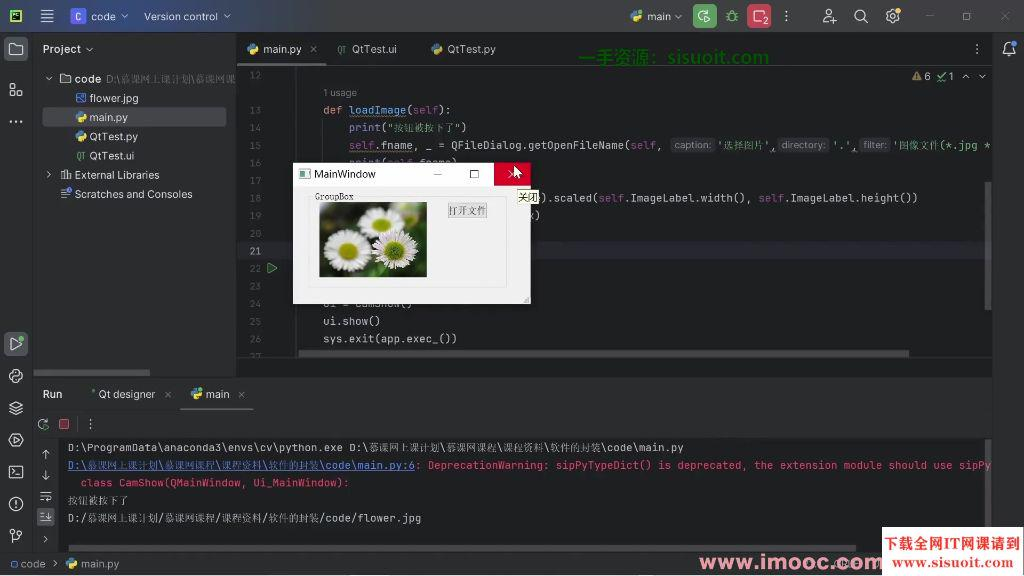 C code
Version control
main
2
Project
main.py
QtTest.ui
QtTest.py
一手资源：sisuoit.com
code D:\慕课网上课计划\慕课网课
flower.jpg
main.py
QtTest.py
QtTest.ui
External Libraries
Scratches and Consoles
12
6
1
1 usage
13 def loadImage(self):
14 print("按钮被按下了")
15 self.fname, _ = QFileDialog.getOpenFileName(self, caption: '选择图片', directory: '.', filter: '图像文件(*.jpg *
16 print(self.fname)
18 ).scaled(self.ImageLabel.width(), self.ImageLabel.height())
19
20
21
22
23
24 ui = CamShow()
25 ui.show()
26 sys.exit(app.exec_())
27
MainWindow
关闭
GroupBox
打开文件
Run
Qt designer
main
D:\ProgramData\anaconda3\envs\cv\python.exe D:\慕课网上课计划\慕课网课程\课程资料\软件的封装\code\main.py
D:\慕课网上课计划\慕课网课程\课程资料\软件的封装\code\main.py:6: DeprecationWarning: sipPyTypeDict() is deprecated, the extension module should use sipPy
class CamShow(QMainWindow, Ui_MainWindow):
按钮被按下了
D:/慕课网上课计划/慕课网课程/课程资料/软件的封装/code/flower.jpg
code
main.py
www.imooc.com
下载全网IT网课请到
www.sisuoit.com